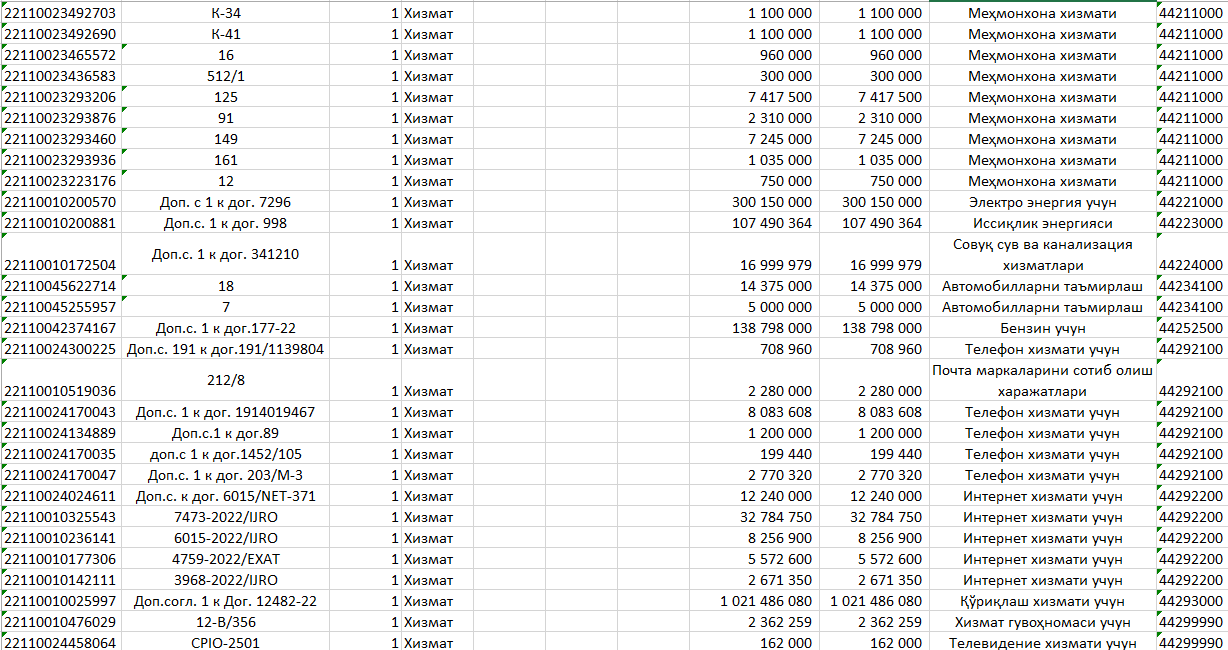 22110023492703 К-34 1 Хизмат 1 100 000 1 100 000 Меҳмонхона хизмати 44211000
22110023492690 К-41 1 Хизмат 1 100 000 1 100 000 Меҳмонхона хизмати 44211000
22110023465572 16 1 Хизмат 960 000 960 000 Меҳмонхона хизмати 44211000
22110023436583 512/1 1 Хизмат 300 000 300 000 Меҳмонхона хизмати 44211000
22110023293206 125 1 Хизмат 7 417 500 7 417 500 Меҳмонхона хизмати 44211000
22110023293876 91 1 Хизмат 2 310 000 2 310 000 Меҳмонхона хизмати 44211000
22110023293460 149 1 Хизмат 7 245 000 7 245 000 Меҳмонхона хизмати 44211000
22110023293936 161 1 Хизмат 1 035 000 1 035 000 Меҳмонхона хизмати 44211000
22110023223176 12 1 Хизмат 750 000 750 000 Меҳмонхона хизмати 44211000
22110010200570 Доп. с 1 к дог. 7296 1 Хизмат 300 150 000 300 150 000 Электро энергия учун 44221000
22110010200881 Доп.с. 1 к дог. 998 1 Хизмат 107 490 364 107 490 364 Иссиқлик энергияси 44223000
Доп.с. 1 к дог. 341210 Совуқ сув ва канализация
22110010172504 1 Хизмат 16 999 979 16 999 979 хизматлари 44224000
22110045622714 18 1 Хизмат 14 375 000 14 375 000 Автомобилларни таъмирлаш 44234100
22110045255957 7 1 Хизмат 5 000 000 5 000 000 Автомобилларни таъмирлаш 44234100
22110042374167 Доп.с. 1 к дог.177-22 1 Хизмат 138 798 000 138 798 000 Бензин учун 44252500
22110024300225 Доп.с. 191 к дог.191/1139804 1 Хизмат 708 960 708 960 Телефон хизмати учун 44292100
212/8 Почта маркаларини сотиб олиш
22110010519036 1 Хизмат 2 280 000 2 280 000 харажатлари 44292100
22110024170043 Доп.с. 1 к дог. 1914019467 1 Хизмат 8 083 608 8 083 608 Телефон хизмати учун 44292100
22110024134889 Доп.с.1 к дог.89 1 Хизмат 1 200 000 1 200 000 Телефон хизмати учун 44292100
22110024170035 доп.с 1 к дог.1452/105 1 Хизмат 199 440 199 440 Телефон хизмати учун 44292100
22110024170047 Доп.с. 1 к дог. 203/М-3 1 Хизмат 2 770 320 2 770 320 Телефон хизмати учун 44292100
22110024024611 Доп.с. к дог. 6015/NET-371 1 Хизмат 12 240 000 12 240 000 Интернет хизмати учун 44292200
22110010325543 7473-2022/IJRO 1 Хизмат 32 784 750 32 784 750 Интернет хизмати учун 44292200
22110010236141 6015-2022/IJRO 1 Хизмат 8 256 900 8 256 900 Интернет хизмати учун 44292200
22110010177306 4759-2022/EXAT 1 Хизмат 5 572 600 5 572 600 Интернет хизмати учун 44292200
22110010142111 3968-2022/IJRO 1 Хизмат 2 671 350 2 671 350 Интернет хизмати учун 44292200
22110010025997 Доп.согл. 1 к Дог. 12482-22 1 Хизмат 1 021 486 080 1 021 486 080 Қўриқлаш хизмати учун 44293000
22110010476029 12-В/356 1 Хизмат 2 362 259 2 362 259 Хизмат гувоҳномаси учун 44299990
22110024458064 CPIO-2501 1 Хизмат 162 000 162 000 Телевидение хизмати учун 44299990